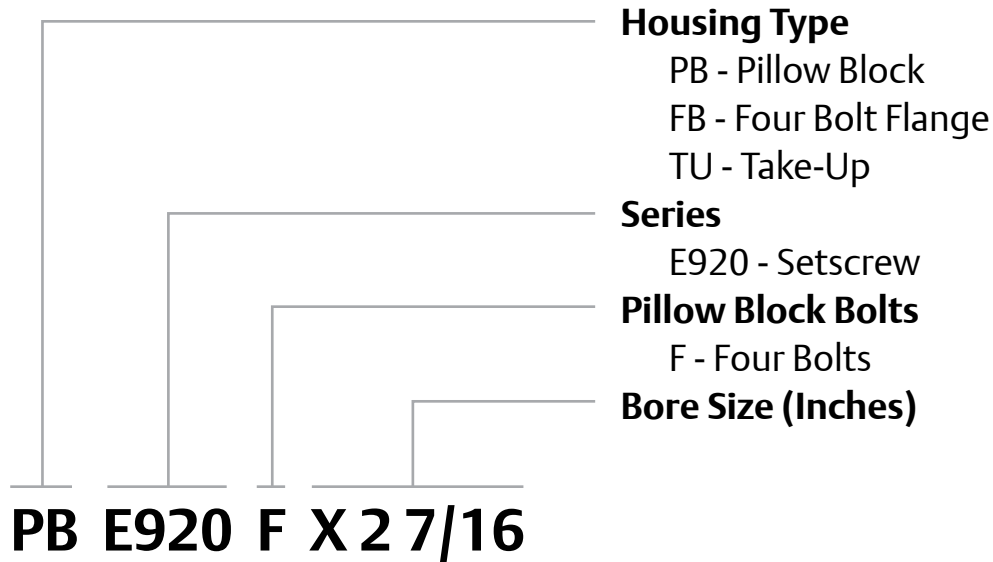 Housing Type
PB - Pillow Block
FB - Four Bolt Flange
TU - Take-Up
Series
E920 - Setscrew
Pillow Block Bolts
F - Four Bolts
Bore Size (Inches)
PB E920 F X 2 7/16